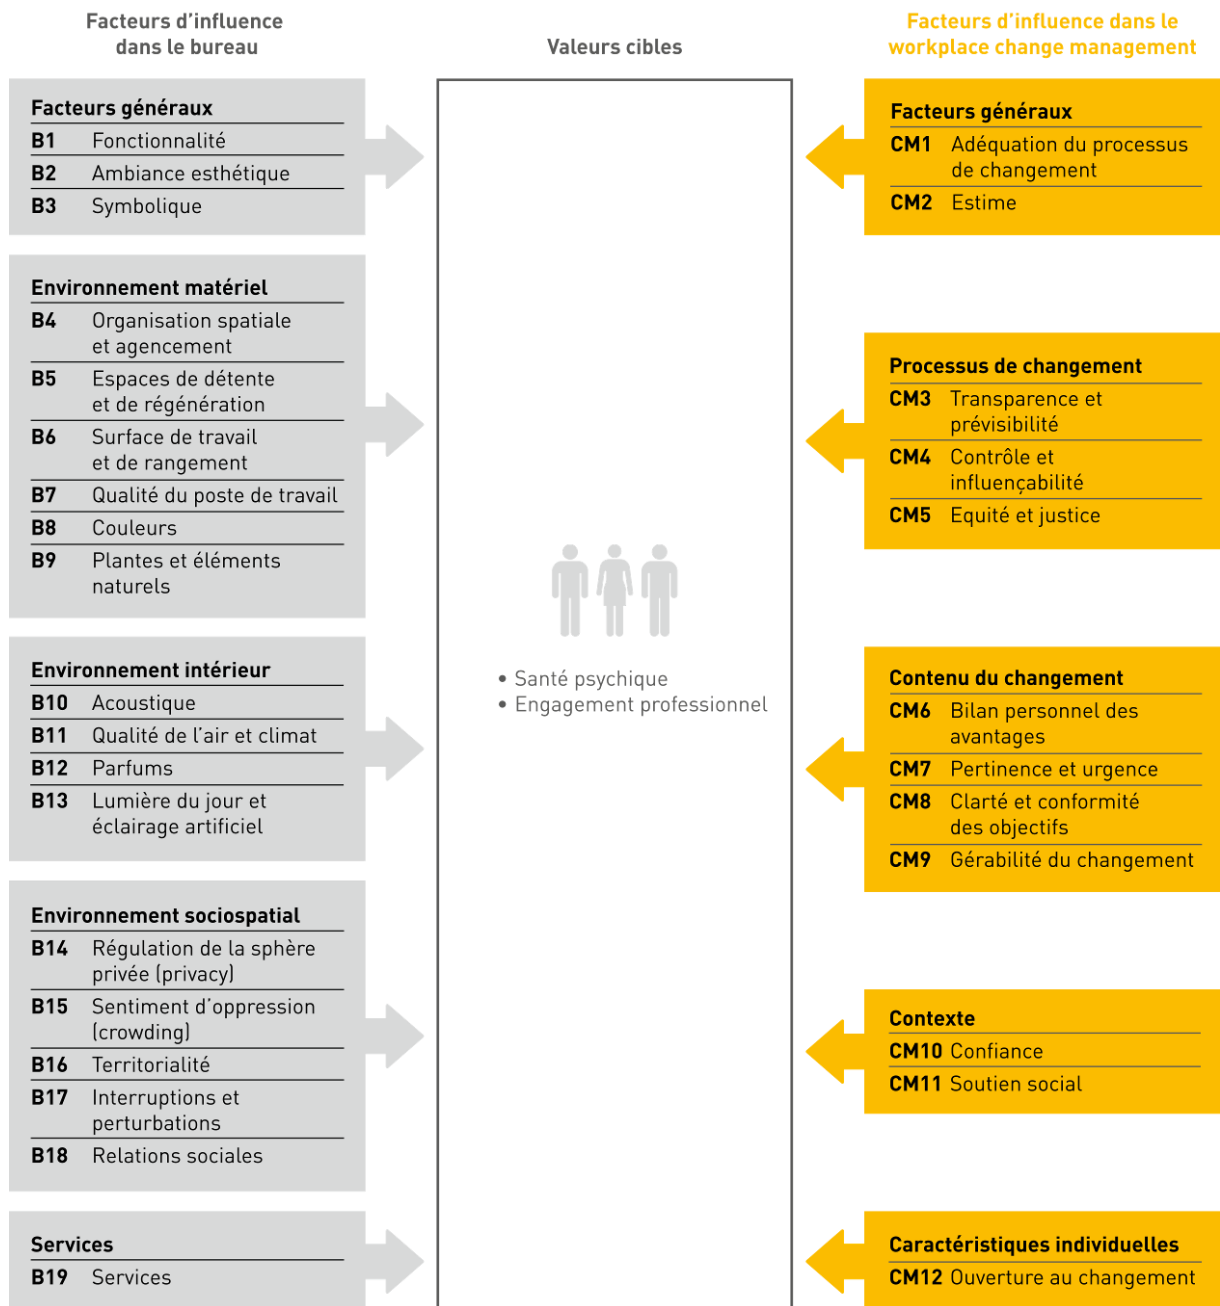 Facteurs d’influence
dans le bureau
Facteurs généraux
B1 Fonctionnalité
B2 Ambiance esthétique
B3 Symbolique
Environnement matériel
B4 Organisation spatiale
et agencement
B5 Espaces de détente
et de régénération
B6 Surface de travail
et de rangement
B7 Qualité du poste de travail
B8 Couleurs
B9 Plantes et éléments
naturels
Environnement intérieur
B10 Acoustique
B11 Qualité de l’air et climat
B12 Parfums
B13 Lumière du jour et
éclairage artificiel
Environnement sociospatial
B14 Régulation de la sphère
privée (privacy)
B15 Sentiment d’oppression
(crowding)
B16 Territorialité
B17 Interruptions et
perturbations
B18 Relations sociales
Services
B19 Services
Valeurs cibles
• Santé psychique
• Engagement professionnel
Facteurs d’influence dans le
workplace change management
Facteurs généraux
CM1 Adéquation du processus
de changement
CM2 Estime
Processus de changement
CM3 Transparence et
prévisibilité
CM4 Contrôle et
influençabilité
CM5 Equité et justice
Contenu du changement
CM6 Bilan personnel des
avantages
CM7 Pertinence et urgence
CM8 Clarté et conformité
des objectifs
CM9 Gérabilité du changement
Contexte
CM10 Confiance
CM11 Soutien social
Caractéristiques individuelles
CM12 Ouverture au changement